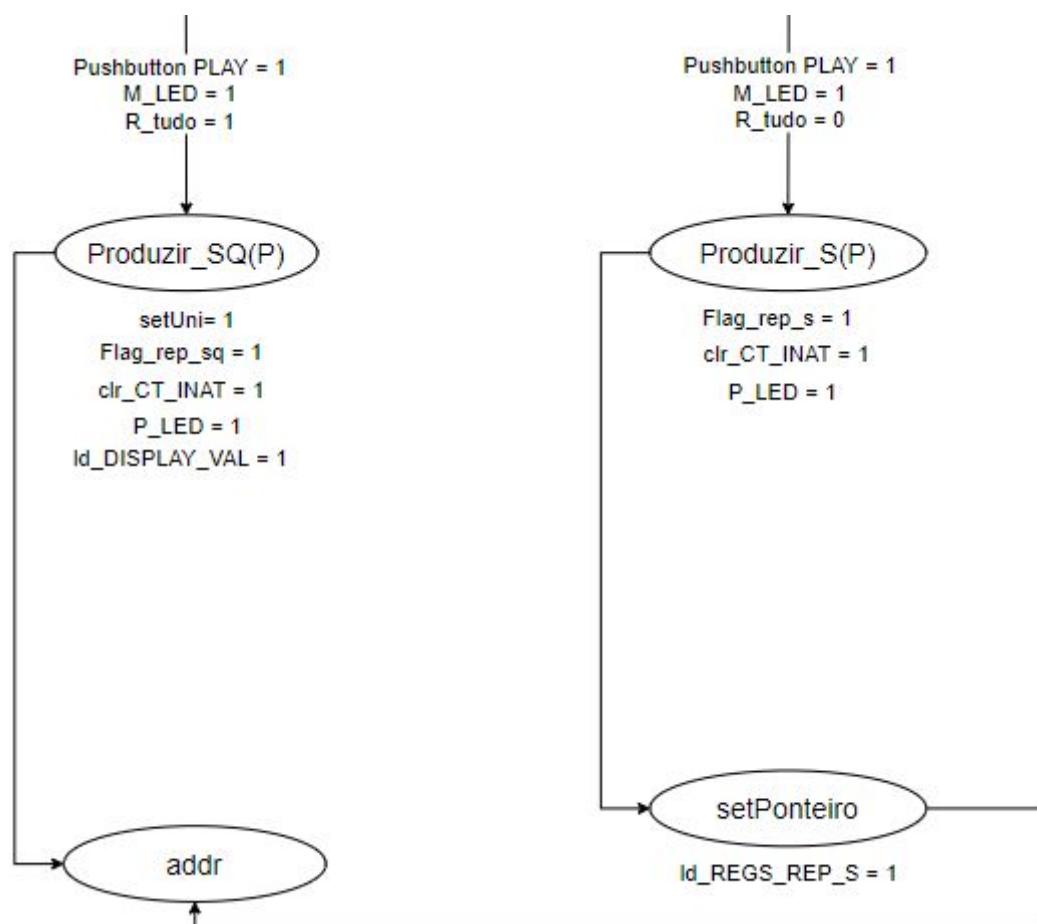 Pushbutton PLAY = 1
M_LED = 1
R_tudo = 1
Produzir_SQ(P)
setUni= 1
Flag_rep_sq = 1
clr_CT_INAT = 1
P_LED = 1
ld_DISPLAY_VAL = 1
addr
Pushbutton PLAY = 1
M_LED = 1
R_tudo = 0
Produzir_S(P)
Flag_rep_s = 1
clr_CT_INAT = 1
P_LED = 1
setPonteiro
ld_REGS_REP_S = 1